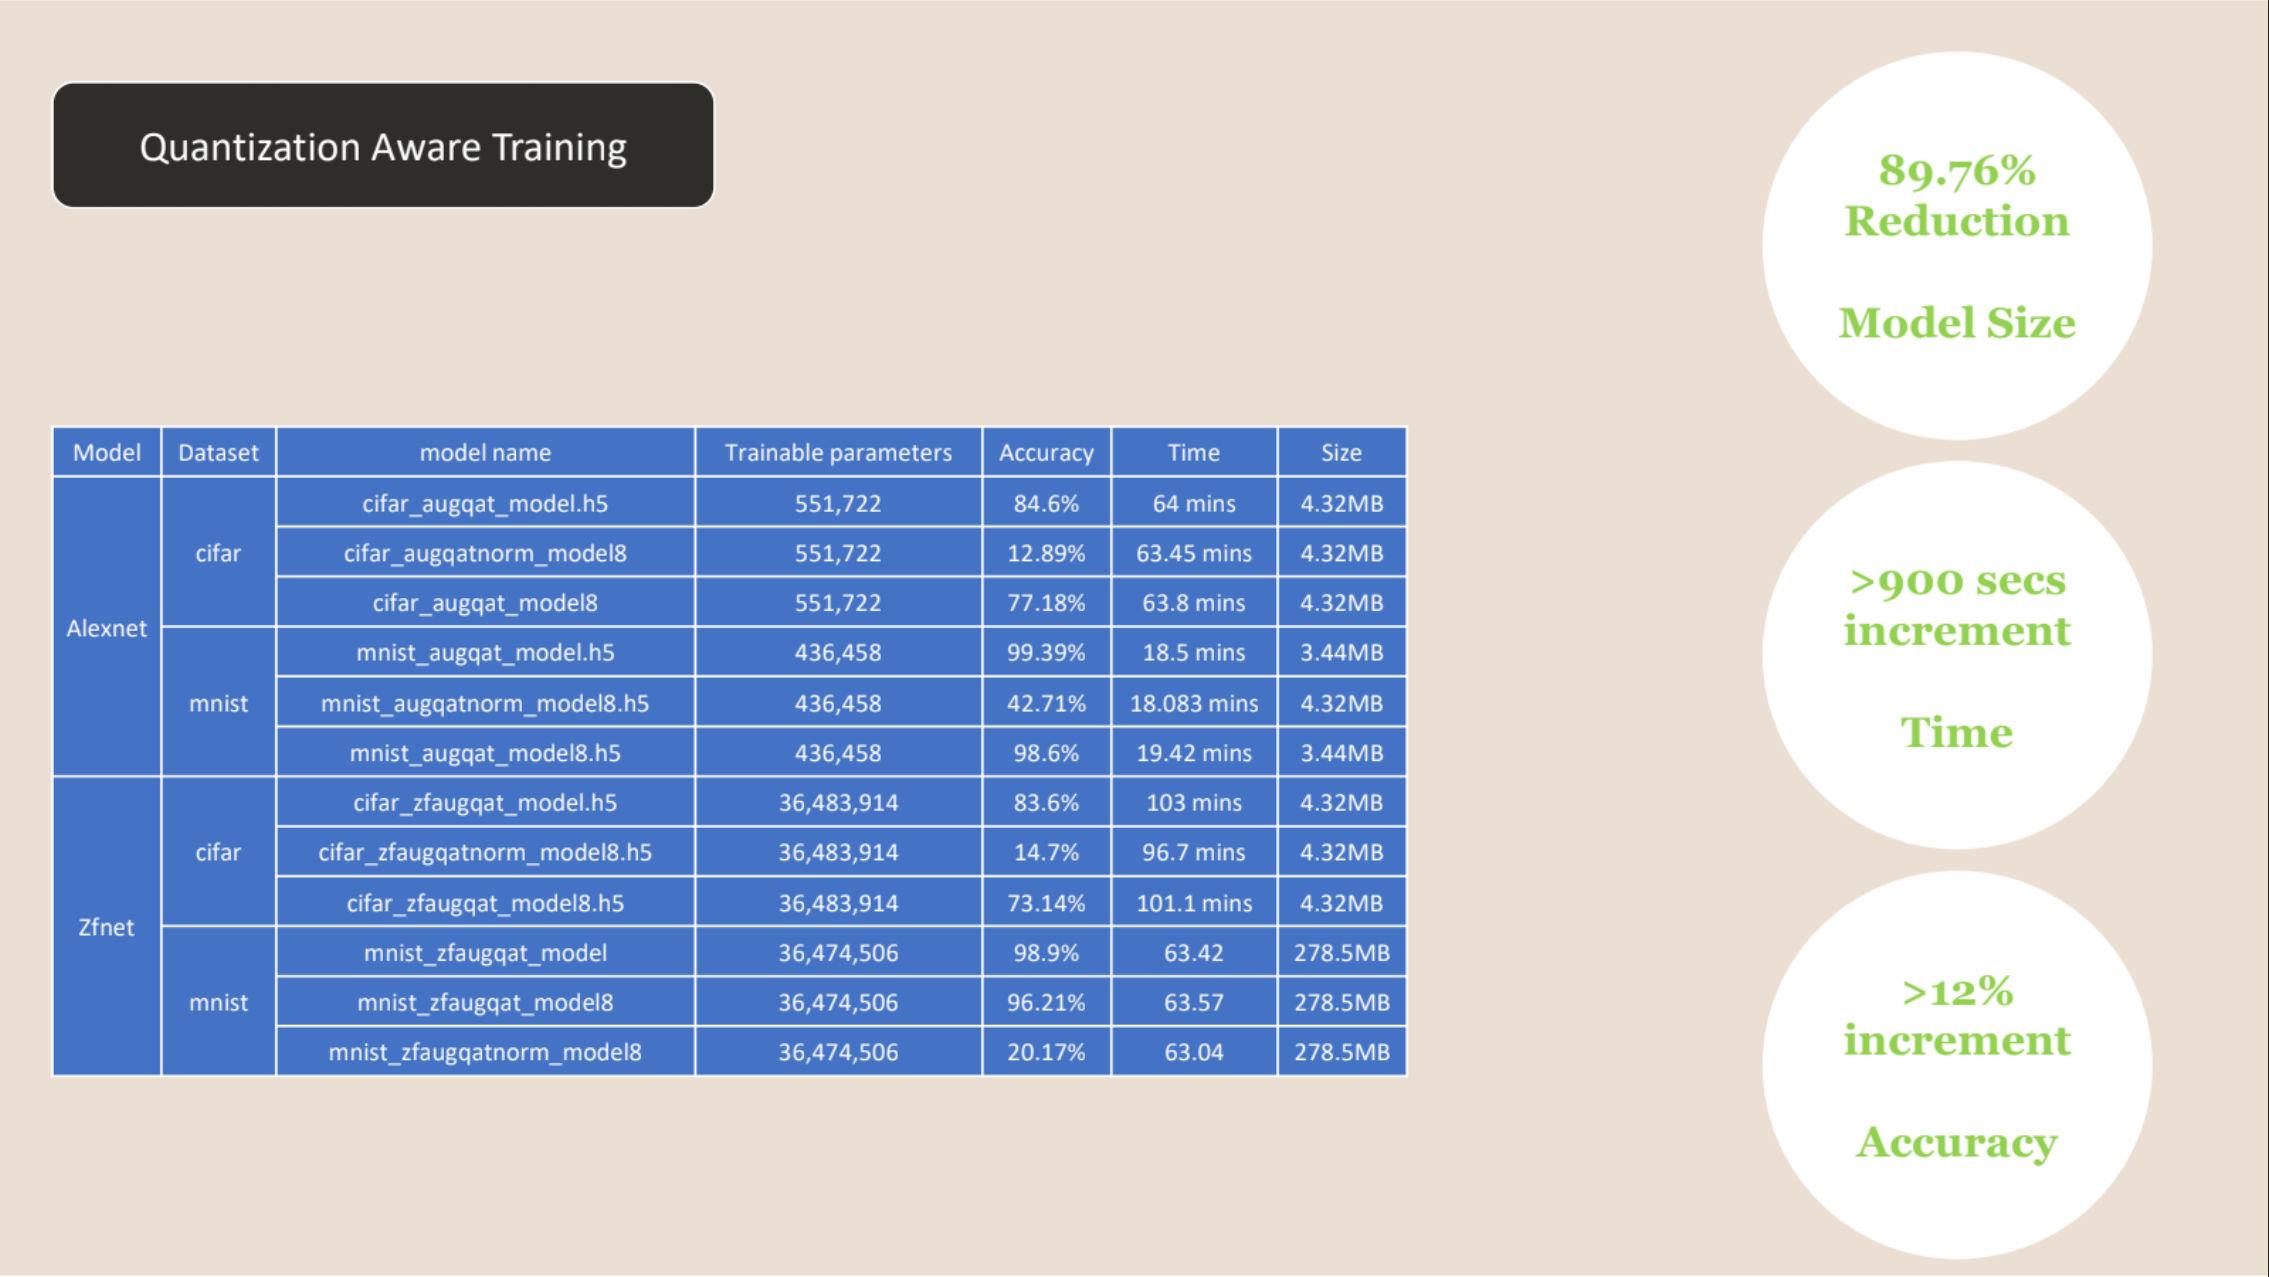 Quantization Aware Training
Model Dataset model name Trainable parameters Accuracy Time Size
Alexnet cifar cifar_augqat_model.h5 551,722 84.6% 64 mins 4.32MB
cifar_augqatnorm_model8 551,722 12.89% 63.45 mins 4.32MB
cifar_augqat_model8 551,722 77.18% 63.8 mins 4.32MB
mnist mnist_augqat_model.h5 436,458 99.39% 18.5 mins 3.44MB
mnist_augqatnorm_model8.h5 436,458 42.71% 18.083 mins 4.32MB
mnist_augqat_model8.h5 436,458 98.6% 19.42 mins 3.44MB
Zfnet cifar cifar_zfaugqat_model.h5 36,483,914 83.6% 103 mins 4.32MB
cifar_zfaugqatnorm_model8.h5 36,483,914 14.7% 96.7 mins 4.32MB
cifar_zfaugqat_model8.h5 36,483,914 73.14% 101.1 mins 4.32MB
mnist mnist_zfaugqat_model 36,474,506 98.9% 63.42 278.5MB
mnist_zfaugqat_model8 36,474,506 96.21% 63.57 278.5MB
mnist_zfaugqatnorm_model8 36,474,506 20.17% 63.04 278.5MB
89.76%
Reduction
Model Size
>900 secs
increment
Time
>12%
increment
Accuracy